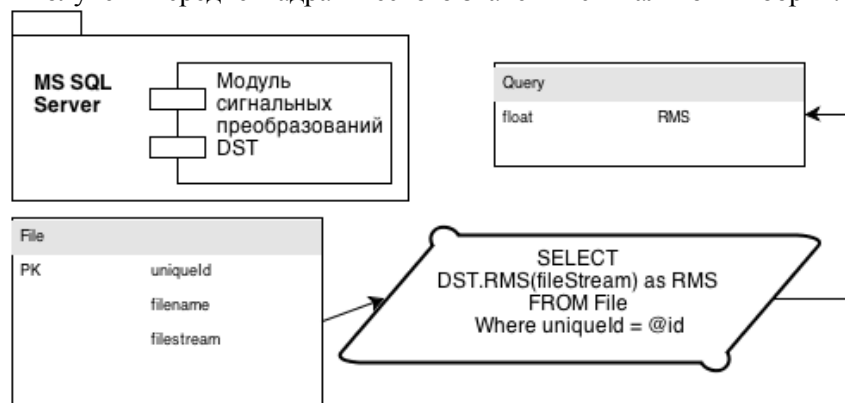 MS SQL
Server
Модуль
сигнальных
преобразований
DST
Query
float RMS
File
PK uniqueId
filename
filestream
SELECT
DST.RMS(fileStream) as RMS
FROM File
Where uniqueId = @id